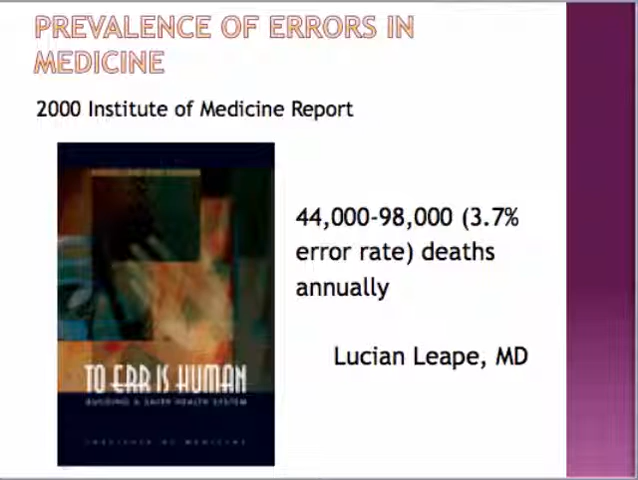 PREVALENCE OF ERRORS IN
MEDICINE
2000 Institute of Medicine Report
44,000-98,000 (3.7%
error rate) deaths
annually
Lucian Leape, MD
TO ERR IS HUMAN
BUILDING A SAFER HEALTH SYSTEM
INSTITUTE OF MEDICINE